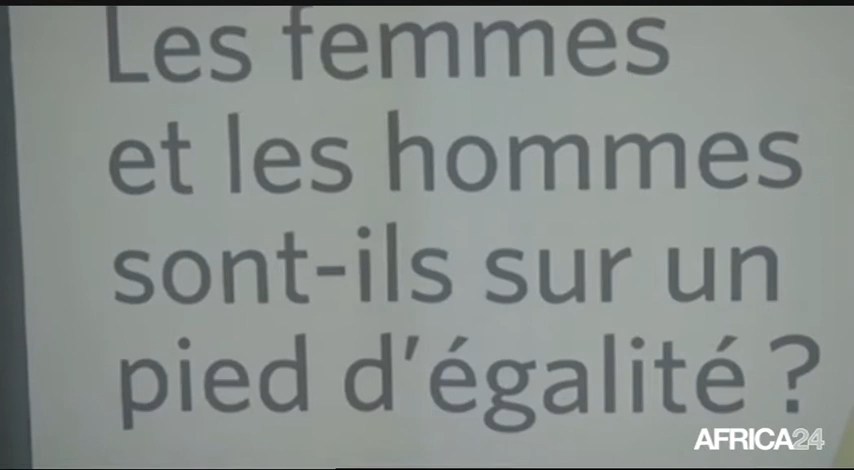 Les femmes
et les hommes
sont-ils sur un
pied d'égalité ?
AFRICA24